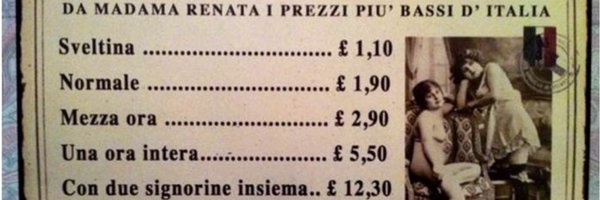 DA MADAMA RENATA I PREZZI PIU' BASSI D' ITALIA
Sveltina ................................ £ 1,10
Normale ................................ £ 1,90
Mezza ora ............................. £ 2,90
Una ora intera..................... £ 5,50
Con due signorine insiema.. £ 12,30